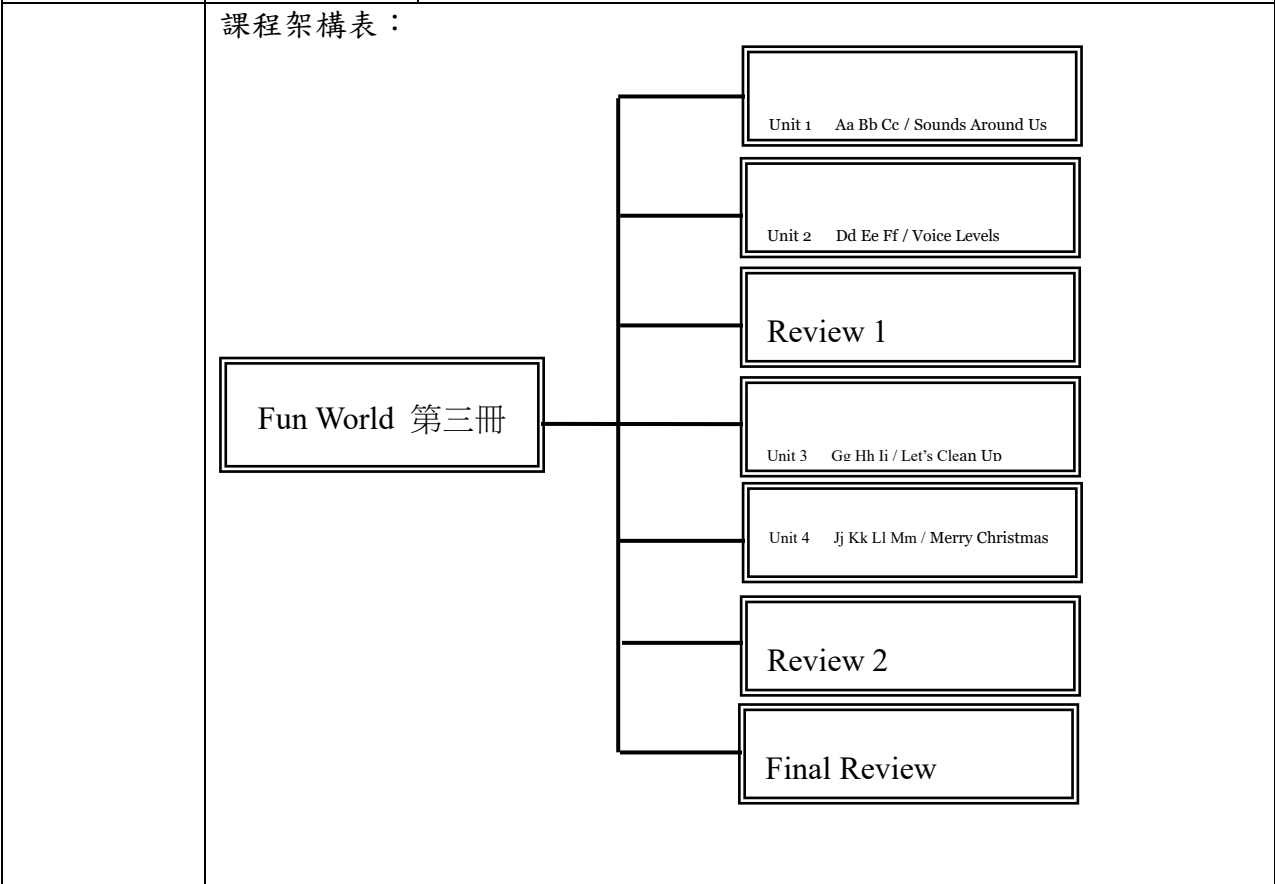 課程架構表：
Unit 1 Aa Bb Cc / Sounds Around Us
Unit 2 Dd Ee Ff / Voice Levels
Review 1
Fun World 第三冊
Unit 3 Gg Hh Ii / Let’s Clean Up
Unit 4 Jj Kk Ll Mm / Merry Christmas
Review 2
Final Review